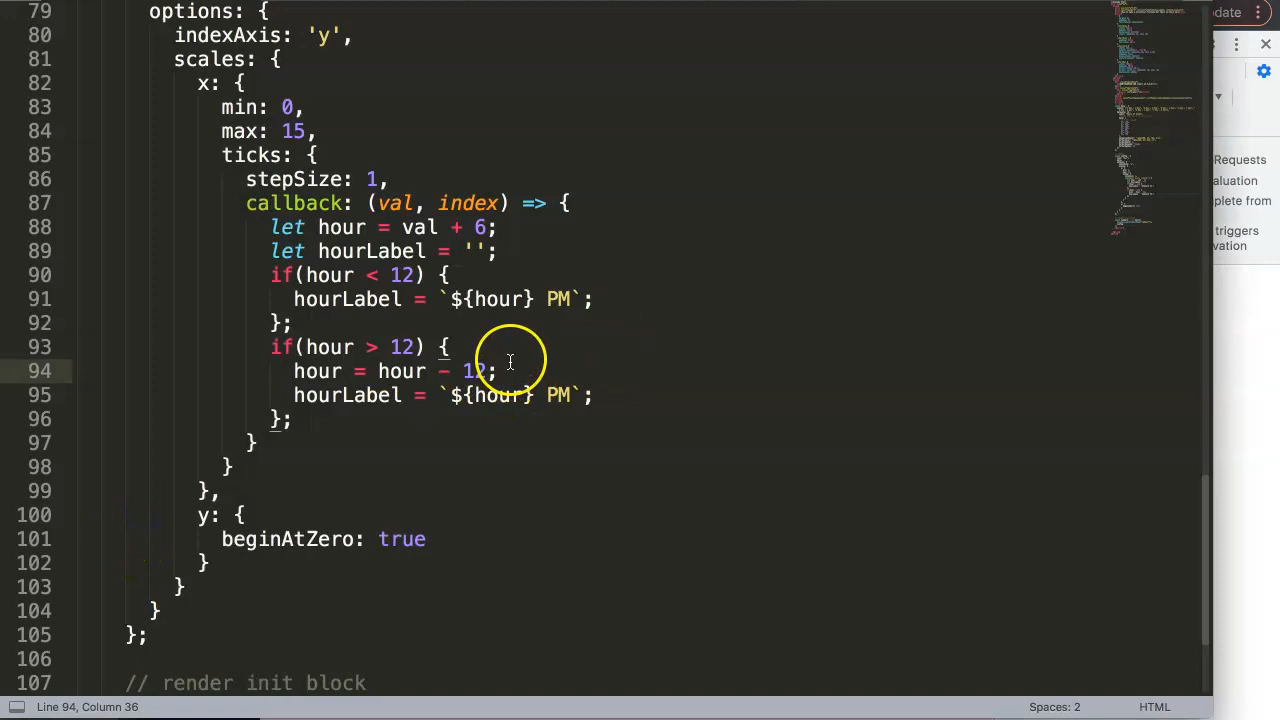 date
79 options: {
80 indexAxis: 'y',
81 scales: {
82 x: {
83 min: 0,
84 max: 15,
85 ticks: {
86 stepSize: 1,
87 callback: (val, index) => {
88 let hour = val + 6;
89 let hourLabel = '';
90 if(hour < 12) {
91 hourLabel = `${hour} PM`;
92 };
93 if(hour > 12) {
94 hour = hour - 12;
95 hourLabel = `${hour} PM`;
96 };
97 }
98 }
99 },
100 y: {
101 beginAtZero: true
102 }
103 }
104 }
105 };
106
107 // render init block
Requests
aluation
plete from
triggers
vation
Line 94, Column 36
Spaces: 2
HTML